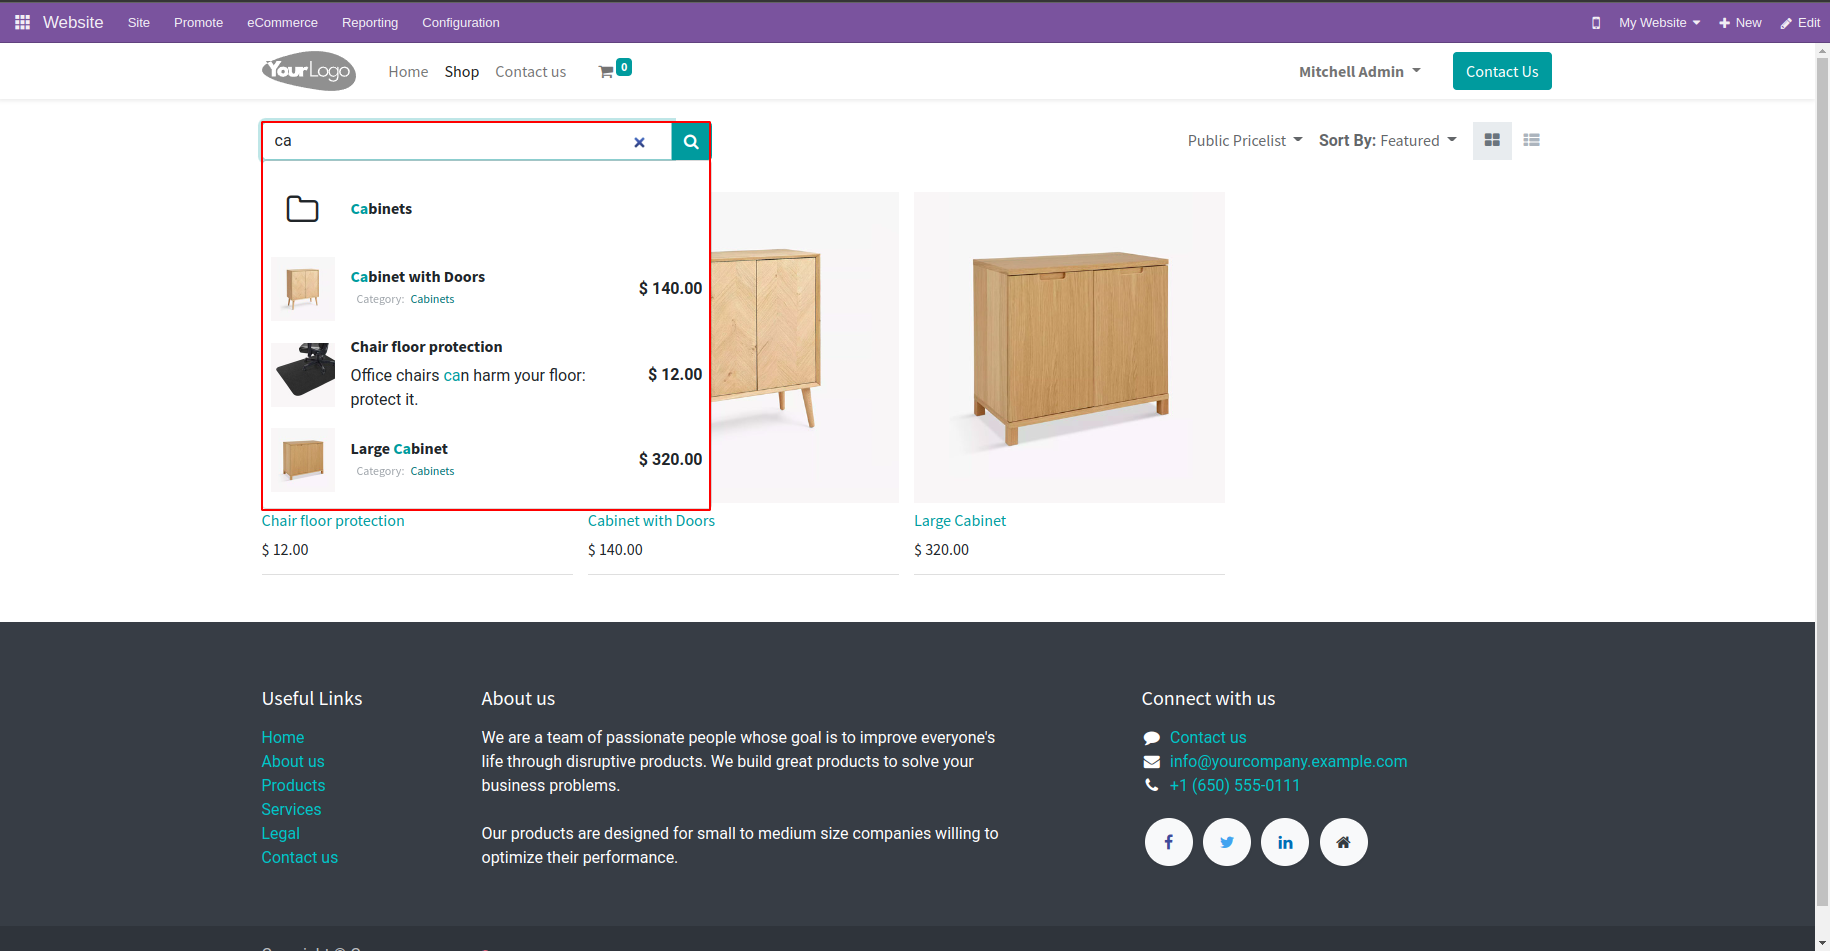 Website Site Promote eCommerce Reporting Configuration My Website New Edit
YourLogo Home Shop Contact us 0 Mitchell Admin Contact Us
ca Public Pricelist Sort By: Featured
Cabinets
Cabinet with Doors
Category: Cabinets
$ 140.00
Chair floor protection
Office chairs can harm your floor:
protect it.
$ 12.00
Large Cabinet
Category: Cabinets
$ 320.00
Chair floor protection Cabinet with Doors Large Cabinet
$ 12.00 $ 140.00 $ 320.00
Useful Links
Home
About us
Products
Services
Legal
Contact us
About us
We are a team of passionate people whose goal is to improve everyone's
life through disruptive products. We build great products to solve your
business problems.
Our products are designed for small to medium size companies willing to
optimize their performance.
Connect with us
Contact us
info@yourcompany.example.com
+1 (650) 555-0111